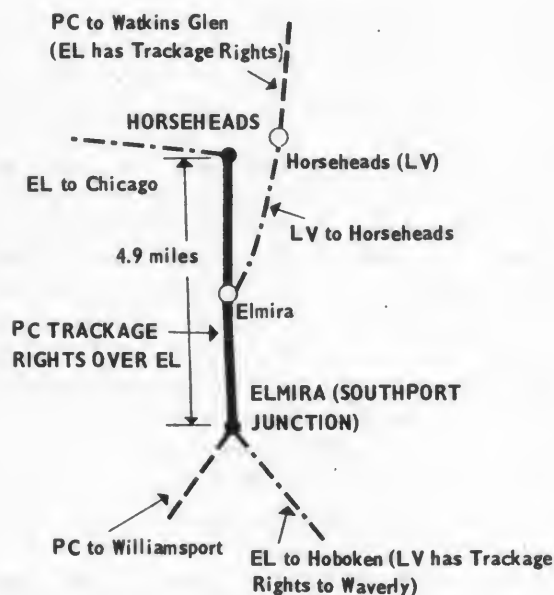 PC to Watkins Glen
(EL has Trackage Rights)
HORSEHEADS
Horseheads (LV)
EL to Chicago
LV to Horseheads
4.9 miles
Elmira
PC TRACKAGE
RIGHTS OVER EL
ELMIRA (SOUTHPORT
JUNCTION)
PC to Williamsport
EL to Hoboken (LV has Trackage
Rights to Waverly)